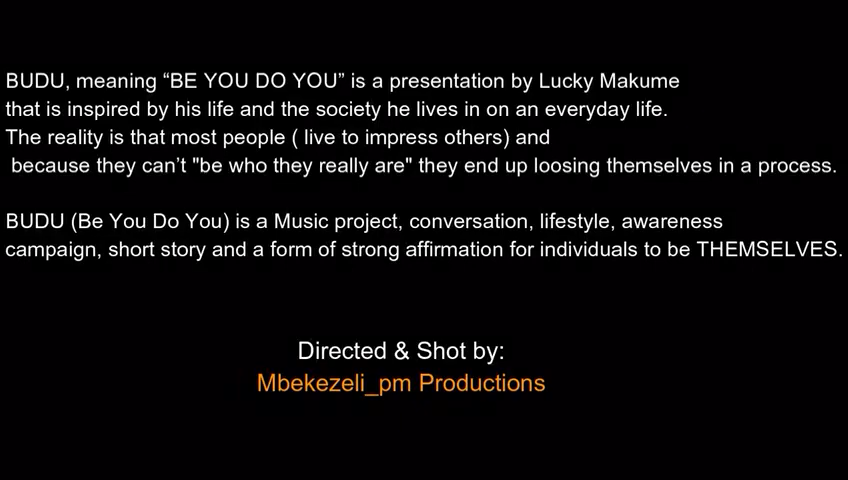 BUDU, meaning “BE YOU DO YOU” is a presentation by Lucky Makume
that is inspired by his life and the society he lives in on an everyday life.
The reality is that most people ( live to impress others) and
because they can’t "be who they really are" they end up loosing themselves in a process.
BUDU (Be You Do You) is a Music project, conversation, lifestyle, awareness
campaign, short story and a form of strong affirmation for individuals to be THEMSELVES.
Directed & Shot by:
Mbekezeli_pm Productions